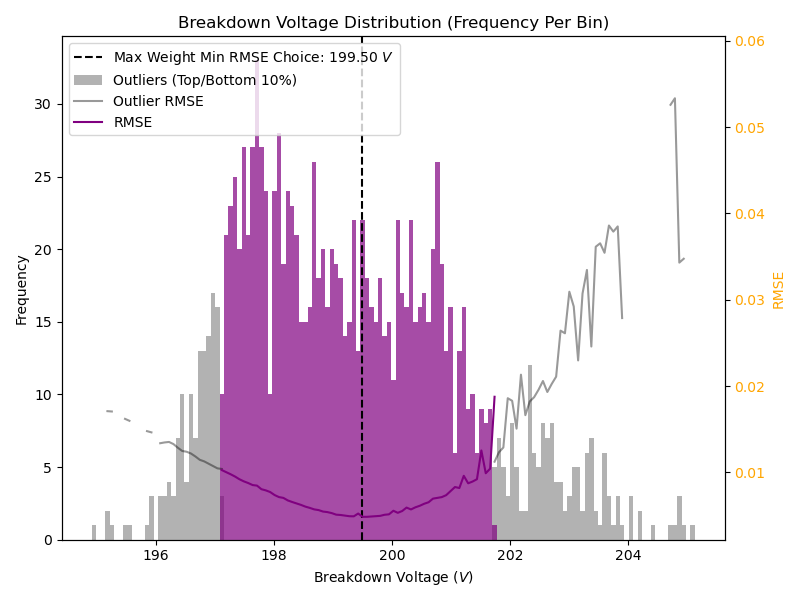 Breakdown Voltage Distribution (Frequency Per Bin)
Max Weight Min RMSE Choice: 199.50 V
Outliers (Top/Bottom 10%)
Outlier RMSE
RMSE
Frequency
30
25
20
15
10
5
0
0.06
0.05
0.04
0.03
0.02
0.01
RMSE
196 198 200 202 204
Breakdown Voltage (V)